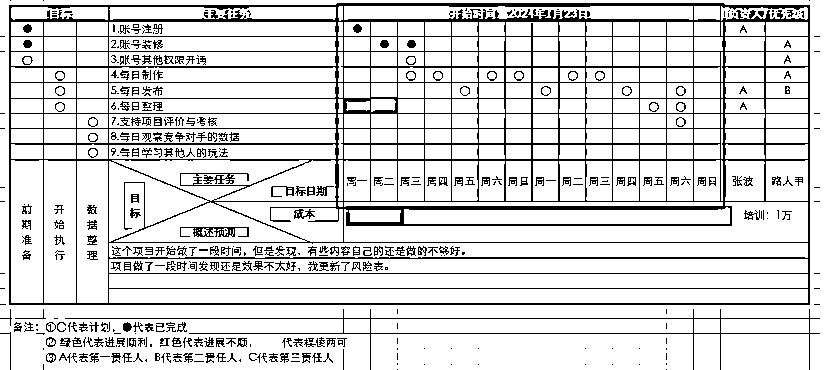 目标 主要任务 开始时间：2024年1月23日 负责人/优先级
● 1.账号注册 ● A
● 2.账号装修 ● ● A
○ 3.账号其他权限开通 ○ A
○ 4.每日制作 ○ ○ ○ ○ ○ ○ A
○ 5.每日发布 ○ ○ ○ ○ A B
○ 6.每日整理 ○ ○ A
○ 7.支持项目评价与考核 ○
○ 8.每日观察竞争对手的数据
○ 9.每日学习其他人的玩法
前期准备 开始执行 数据整理
主要任务
目标
目标日期
周一 周二 周三 周四 周五 周六 周日 周一 周二 周三 周四 周五 周六 周日 张波 路人甲
成本 培训：1万
概述预测
这个项目开始做了一段时间，但是发现，有些内容自己的还是做的不够好。
项目做了一段时间发现还是效果不太好，我更新了风险表。
备注：①○代表计划，●代表已完成
② 绿色代表进展顺利，红色代表进展不顺， 代表模棱两可
③ A代表第一责任人，B代表第二责任人，C代表第三责任人